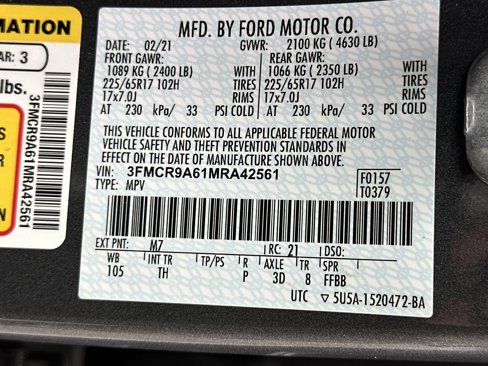 MATION
AR: 3
lbs.
S
S
R
N
3FMCR9A61MRA42561
MFD. BY FORD MOTOR CO.
DATE: 02/21 GVWR: 2100 KG ( 4630 LB)
FRONT GAWR: REAR GAWR:
1089 KG ( 2400 LB) WITH 1066 KG ( 2350 LB) WITH
225/65R17 102H TIRES 225/65R17 102H TIRES
17x7.0J RIMS 17x7.0J RIMS
AT 230 kPa/ 33 PSI COLD AT 230 kPa/ 33 PSI COLD
THIS VEHICLE CONFORMS TO ALL APPLICABLE FEDERAL MOTOR
VEHICLE SAFETY AND THEFT PREVENTION STANDARDS IN
EFFECT ON THE DATE OF MANUFACTURE SHOWN ABOVE.
VIN: 3FMCR9A61MRA42561 F0157
TYPE: MPV T0379
EXT PNT: M7 RC: 21 DSO:
WB INT TR TP/PS R AXLE TR SPR
105 TH P 3D 8 FFBB
UTC ▽ 5U5A-1520472-BA